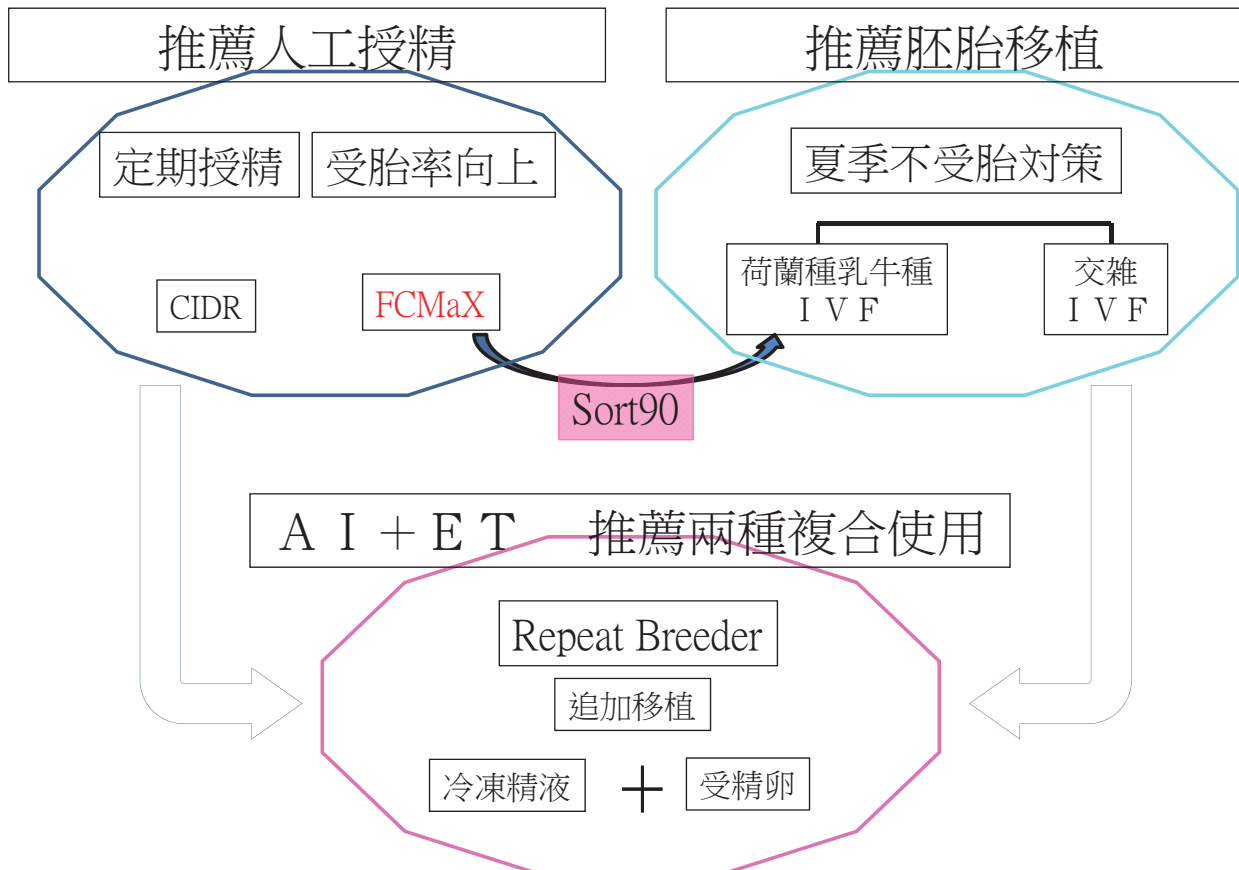 推薦人工授精
推薦胚胎移植
定期授精
受胎率向上
CIDR
FCMaX
夏季不受胎対策
荷蘭種乳牛種
ＩＶＦ
交雑
ＩＶＦ
Sort90
ＡＩ＋ＥＴ　推薦兩種複合使用
Repeat Breeder
追加移植
冷凍精液
＋
受精卵